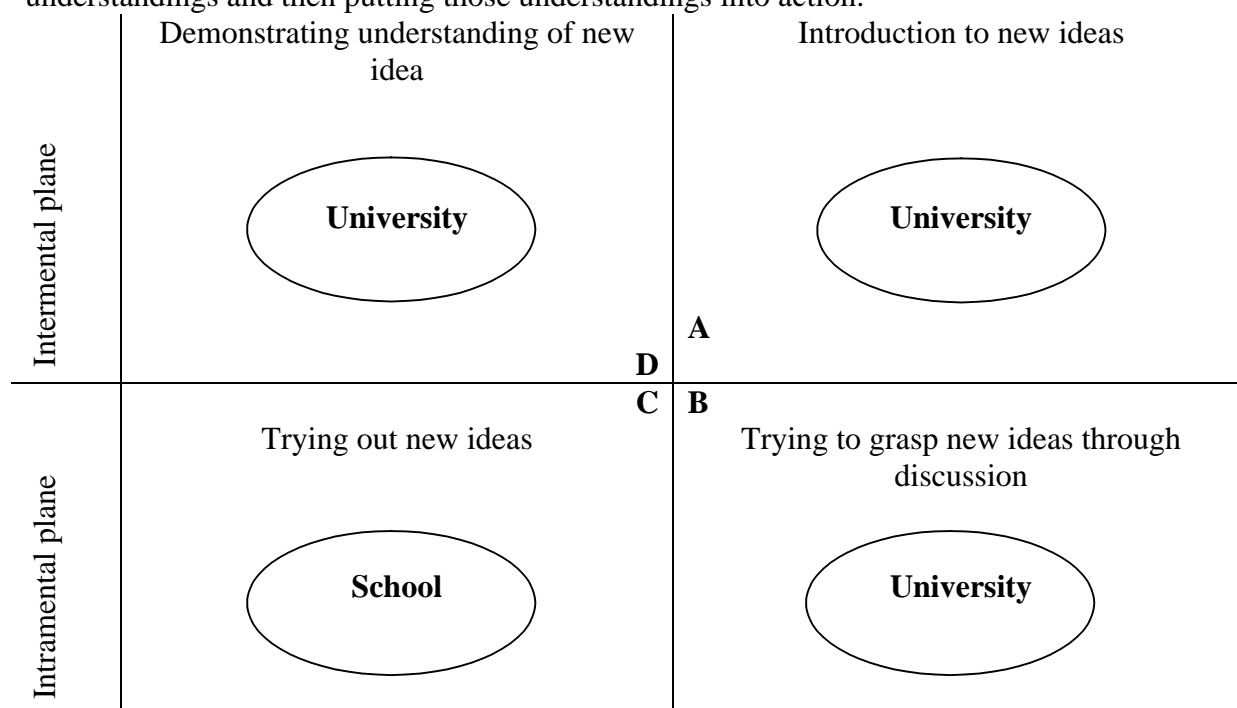 understandings and then putting those understandings into action.
Demonstrating understanding of new
idea
Introduction to new ideas
Intermental plane
University
University
A
D
C
B
Trying out new ideas
Trying to grasp new ideas through
discussion
Intramental plane
School
University